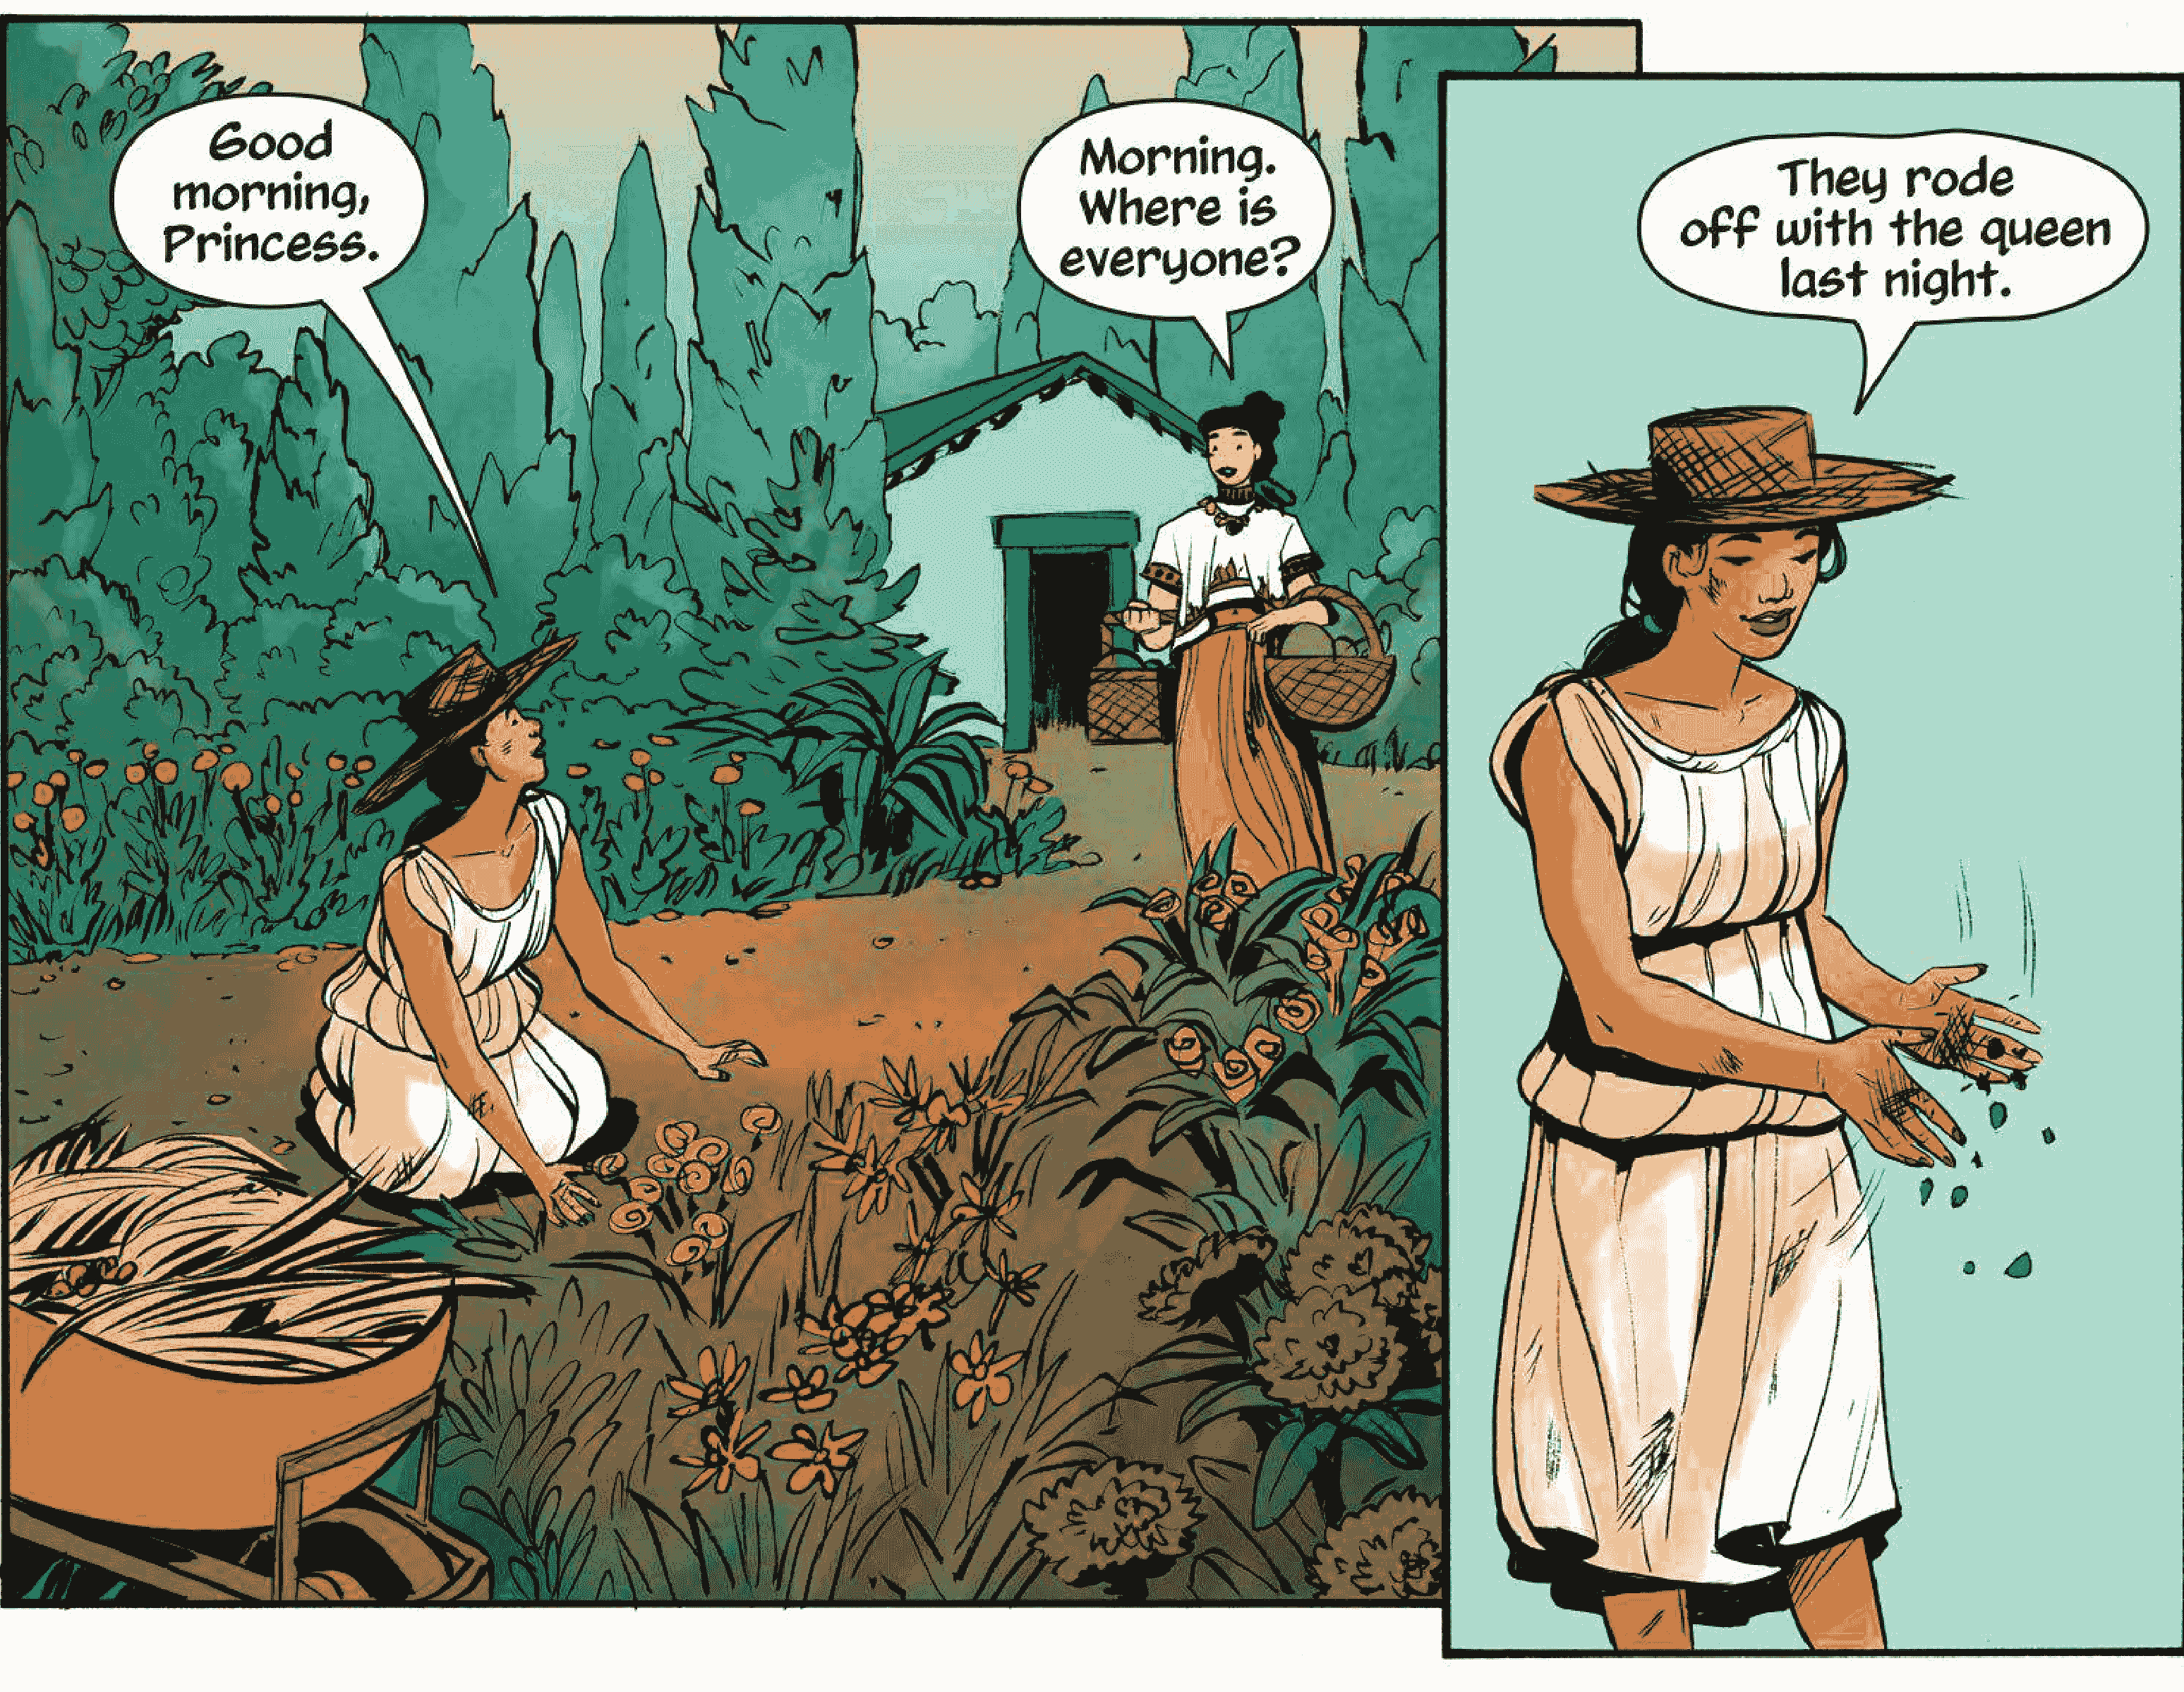 Good
morning,
Princess.
Morning.
Where is
everyone?
They rode
off with the queen
last night.